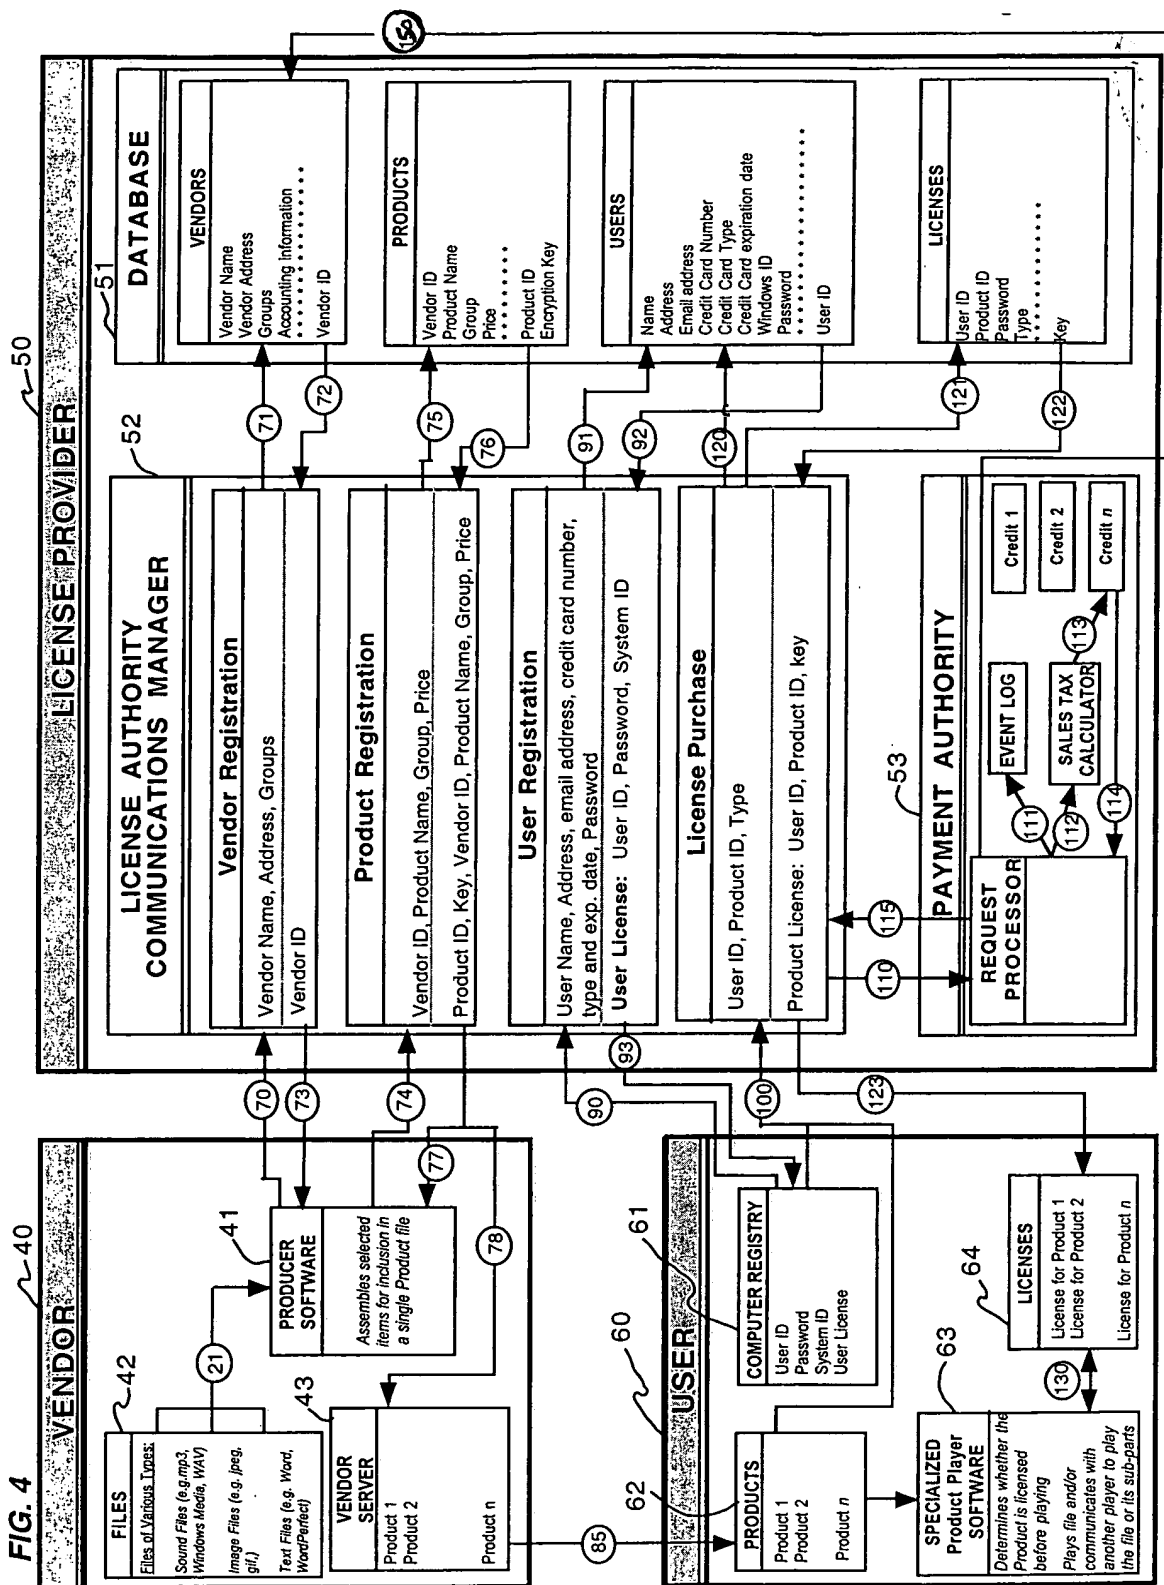 FIG. 4
40
VENDOR
FILES
Files of Various Types:
Sound Files (e.g.mp3,
Windows Media, WAV)
Image Files (e.g. jpeg,
gif.)
Text Files (e.g. Word,
WordPerfect)
42
21
PRODUCER
SOFTWARE
Assembles selected
items for inclusion in
a single Product file
41
VENDOR
SERVER
Product 1
Product 2
Product n
43
70
73
74
77
78
85
50
LICENSE PROVIDER
LICENSE AUTHORITY
COMMUNICATIONS MANAGER
52
Vendor Registration
Vendor Name, Address, Groups
Vendor ID
Product Registration
Vendor ID, Product Name, Group, Price
Product ID, Key, Vendor ID, Product Name, Group, Price
User Registration
User Name, Address, email address, credit card number,
type and exp. date, Password
User License: User ID, Password, System ID
License Purchase
User ID, Product ID, Type
Product License: User ID, Product ID, key
71
72
75
76
91
92
120
121
122
51
DATABASE
VENDORS
Vendor Name
Vendor Address
Groups
Accounting Information
Vendor ID
PRODUCTS
Vendor ID
Product Name
Group
Price
Product ID
Encryption Key
USERS
Name
Address
Email address
Credit Card Number
Credit Card Type
Credit Card expiration date
Windows ID
Password
User ID
LICENSES
User ID
Product ID
Password
Type
Key
150
110
115
53
PAYMENT AUTHORITY
REQUEST
PROCESSOR
111
112
EVENT LOG
SALES TAX
CALCULATOR
113
114
Credit 1
Credit 2
Credit n
90
93
100
123
60
USER
61
COMPUTER REGISTRY
User ID
Password
System ID
User License
62
PRODUCTS
Product 1
Product 2
Product n
63
SPECIALIZED
Product Player
SOFTWARE
Determines whether the
Product is licensed
before playing
Plays file and/or
communicates with
another player to play
the file or its sub-parts
130
64
LICENSES
License for Product 1
License for Product 2
License for Product n